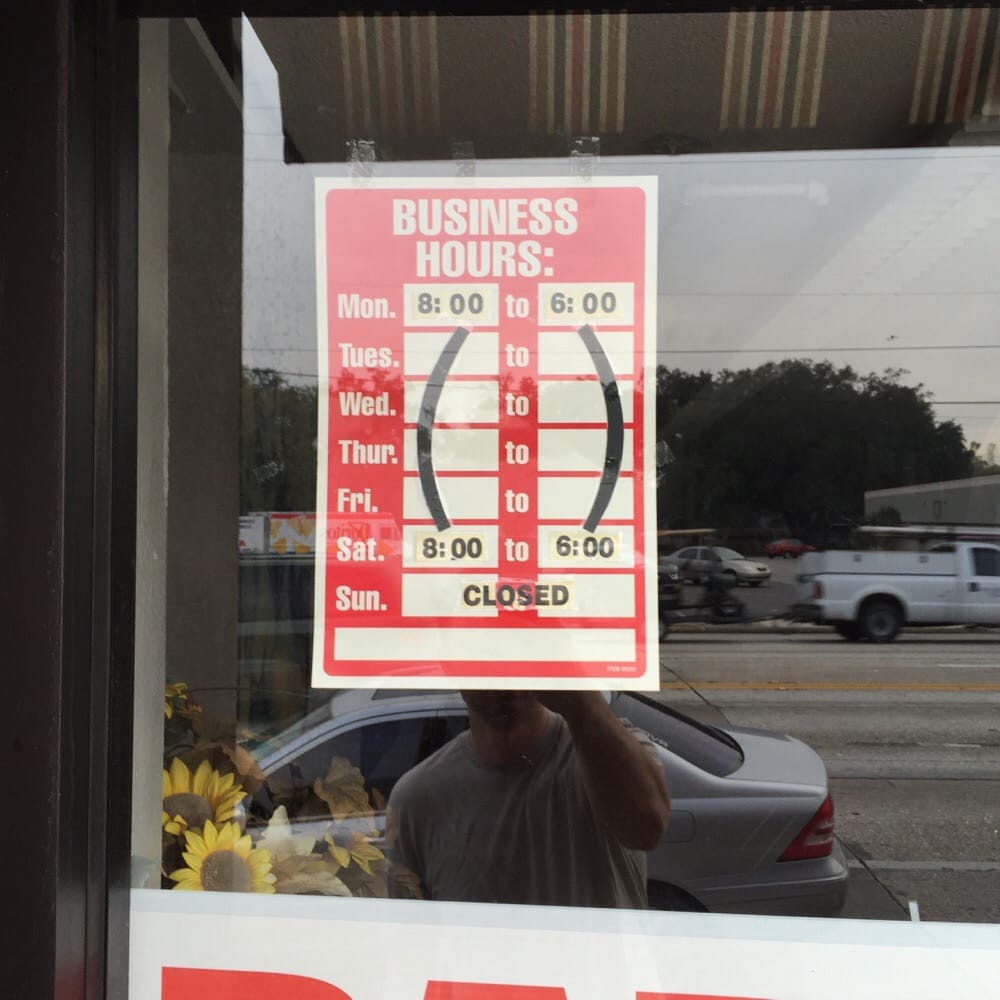 BUSINESS
HOURS:
Mon. 8:00 to 6:00
Tues. to
Wed. to
Thur. to
Fri. to
Sat. 8:00 to 6:00
Sun. CLOSED